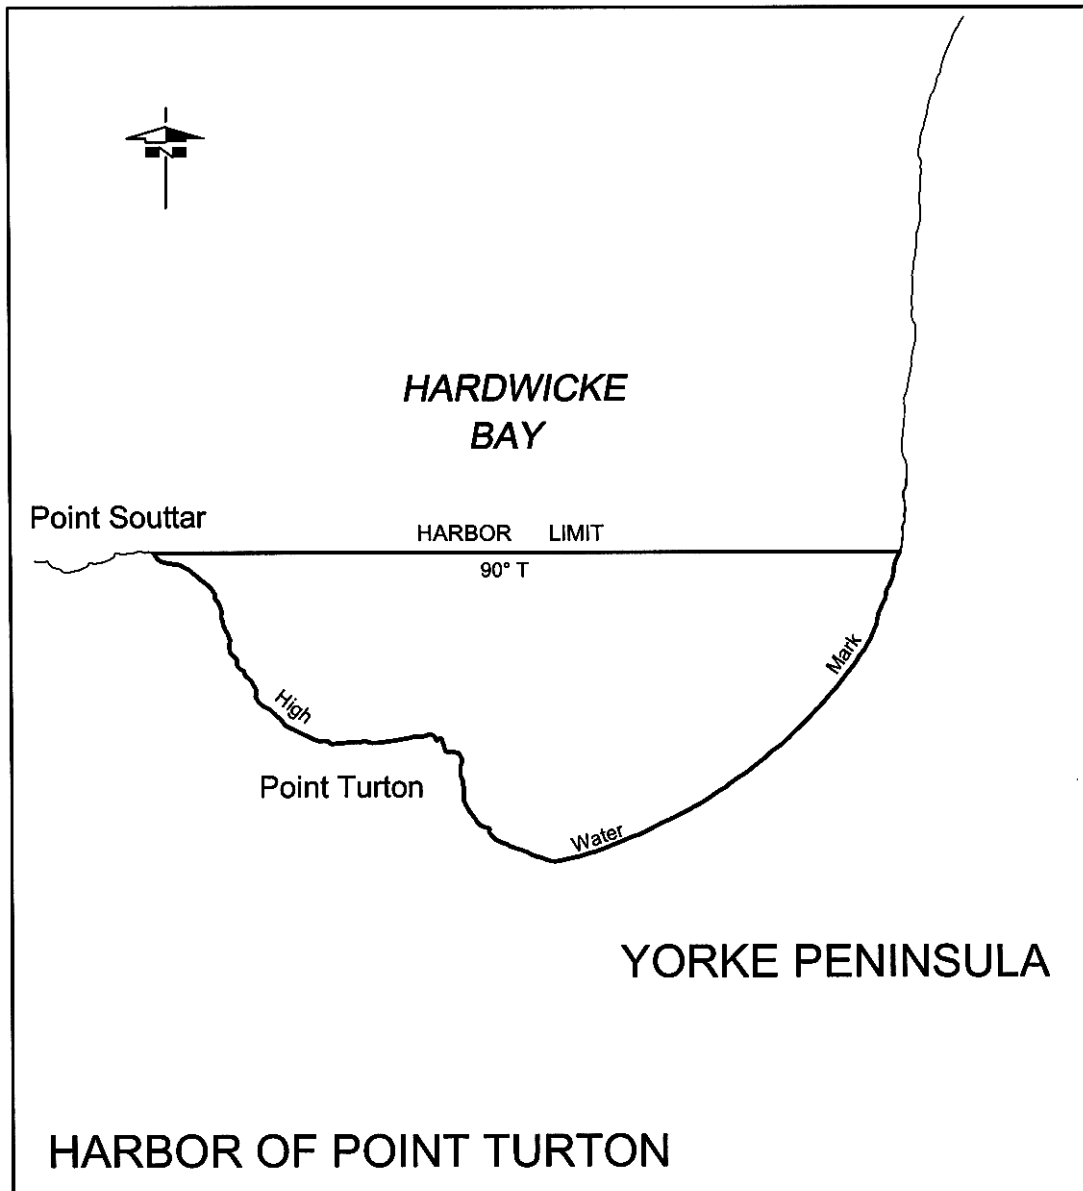 N
HARDWICKE
BAY
Point Souttar
HARBOR LIMIT
90° T
Mark
High
Point Turton
Water
YORKE PENINSULA
HARBOR OF POINT TURTON